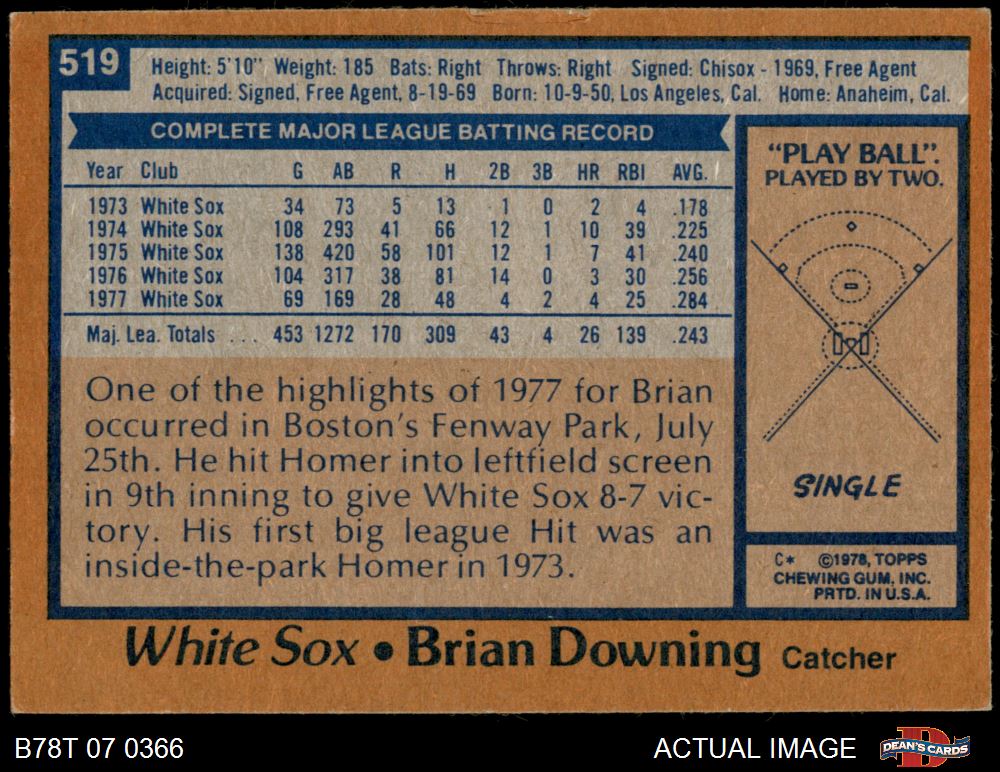 519
Height: 5'10" Weight: 185 Bats: Right Throws: Right Signed: Chisox - 1969, Free Agent
Acquired: Signed, Free Agent, 8-19-69 Born: 10-9-50, Los Angeles, Cal. Home: Anaheim, Cal.
COMPLETE MAJOR LEAGUE BATTING RECORD
Year Club G AB R H 2B 3B HR RBI AVG.
1973 White Sox 34 73 5 13 1 0 2 4 .178
1974 White Sox 108 293 41 66 12 1 10 39 .225
1975 White Sox 138 420 58 101 12 1 7 41 .240
1976 White Sox 104 317 38 81 14 0 3 30 .256
1977 White Sox 69 169 28 48 4 2 4 25 .284
Maj. Lea. Totals ... 453 1272 170 309 43 4 26 139 .243
One of the highlights of 1977 for Brian
occurred in Boston's Fenway Park, July
25th. He hit Homer into leftfield screen
in 9th inning to give White Sox 8-7 vic-
tory. His first big league Hit was an
inside-the-park Homer in 1973.
"PLAY BALL".
PLAYED BY TWO.
SINGLE
C* ©1978, TOPPS
CHEWING GUM, INC.
PRTD. IN U.S.A.
White Sox • Brian Downing Catcher
B78T 07 0366
ACTUAL IMAGE
D
DEAN'S CARDS